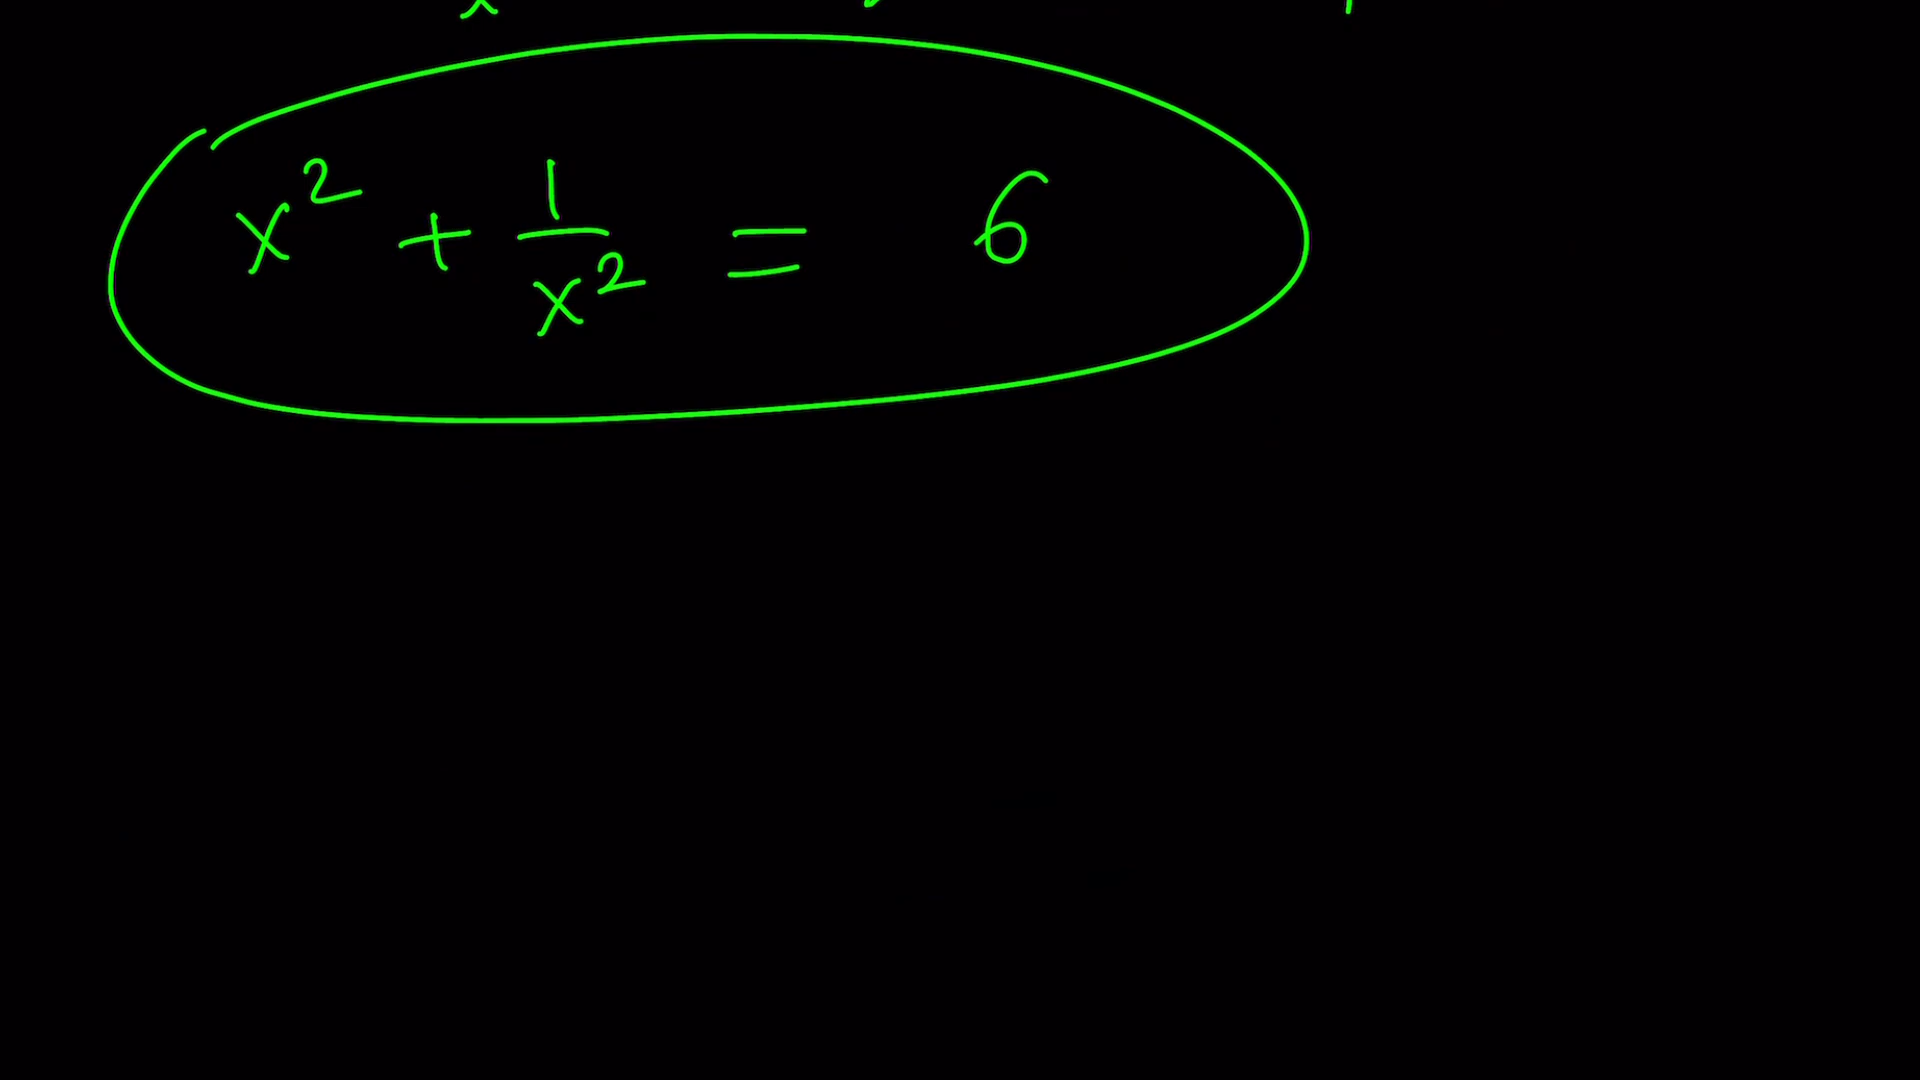 x² + 1/x² = 6